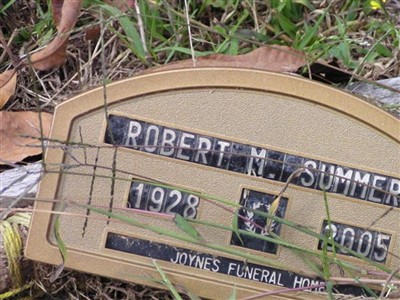 ROBERT M. SUMMER
1928 2005
JOYNES FUNERAL HOME